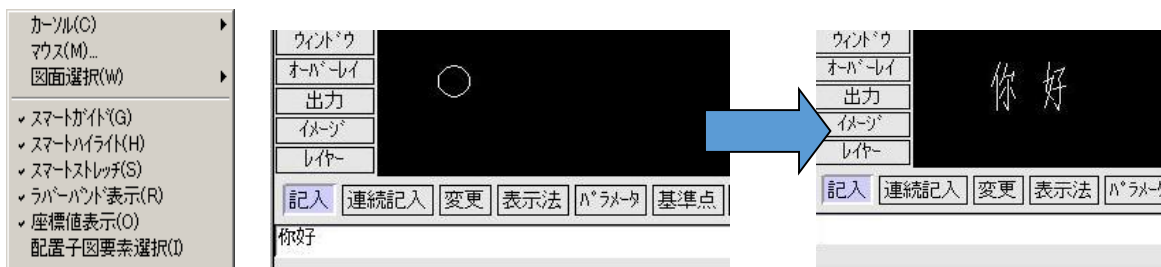 カーソル(C)
マウス(M)...
図面選択(W)
スマートガイド(G)
スマートハイライト(H)
スマートストレッチ(S)
ラバーバンド表示(R)
座標値表示(O)
配置子図要素選択(I)
ウィンドウ
オーバーレイ
出力
イメージ
レイヤー
記入 連続記入 変更 表示法 パラメータ 基準点
你好
ウィンドウ
オーバーレイ
出力
イメージ
レイヤー
你好
記入 連続記入 変更 表示法 パラメータ